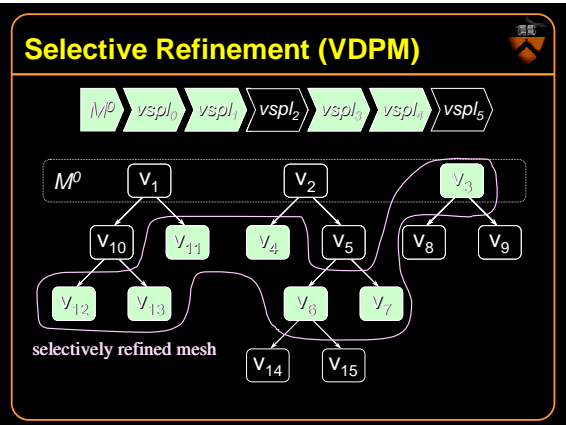 Selective Refinement (VDPM)
M⁰ vspl₀ vspl₁ vspl₂ vspl₃ vspl₄ vspl₅
M⁰ v₁ v₂ v₃
v₁₀ v₁₁ v₄ v₅ v₈ v₉
v₁₂ v₁₃ v₆ v₇
selectively refined mesh
v₁₄ v₁₅